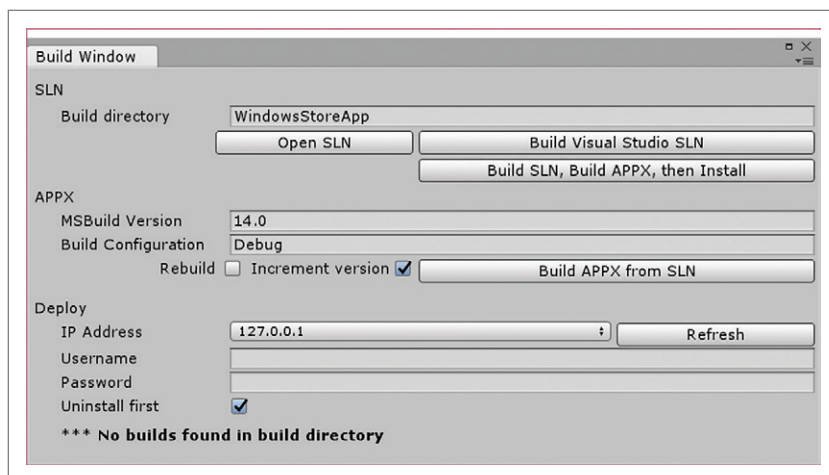 Build Window
SLN
Build directory WindowsStoreApp
Open SLN Build Visual Studio SLN
Build SLN, Build APPX, then Install
APPX
MSBuild Version 14.0
Build Configuration Debug
Rebuild Increment version Build APPX from SLN
Deploy
IP Address 127.0.0.1 Refresh
Username
Password
Uninstall first
*** No builds found in build directory